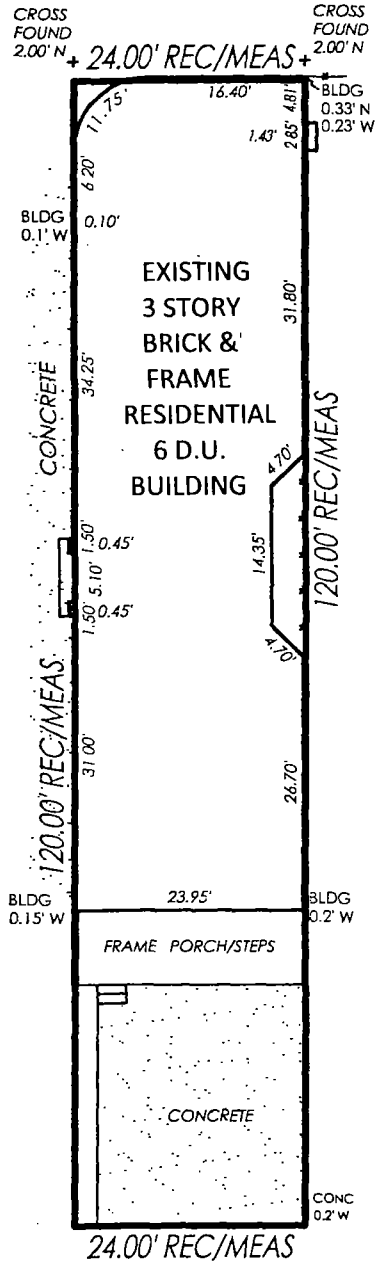 CROSS
FOUND
2.00' N
CROSS
FOUND
2.00' N
24.00' REC/MEAS
11.75'
16.40'
4.81'
BLDG
0.33' N
0.23' W
1.43'
2.85'
6.20'
BLDG
0.1' W
0.10'
EXISTING
3 STORY
BRICK &
FRAME
RESIDENTIAL
6 D.U.
BUILDING
31.80'
34.25'
CONCRETE
120.00' REC/MEAS
4.70'
14.35'
4.70'
1.50'
0.45'
5.10'
1.50'
0.45'
120.00' REC/MEAS.
31.00'
26.70'
BLDG
0.15' W
23.95'
BLDG
0.2' W
FRAME PORCH/STEPS
CONCRETE
CONC
0.2' W
24.00' REC/MEAS